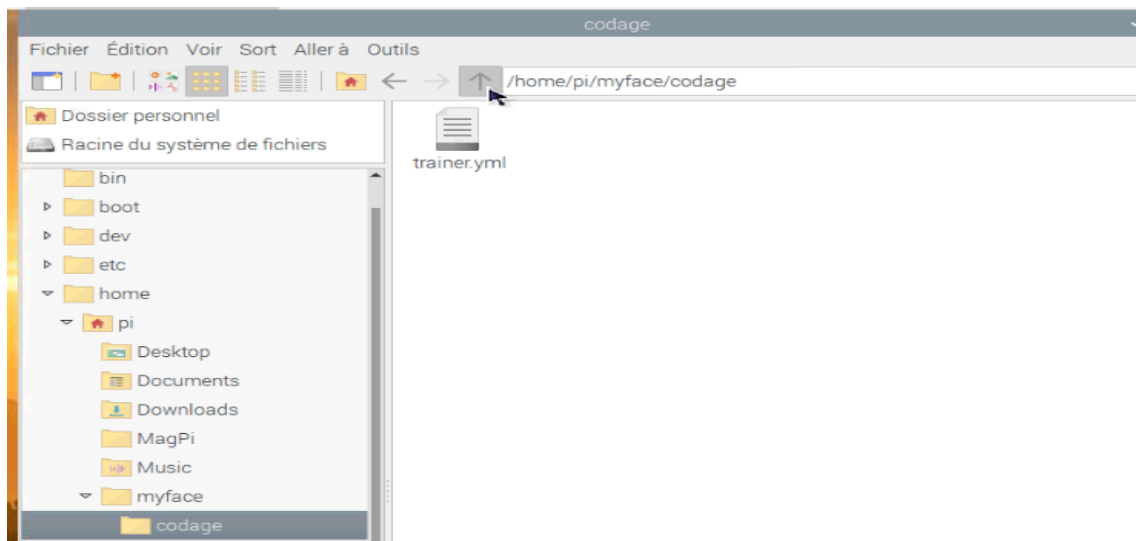 codage
Fichier Édition Voir Sort Aller à Outils
/home/pi/myface/codage
Dossier personnel
Racine du système de fichiers
trainer.yml
bin
boot
dev
etc
home
pi
Desktop
Documents
Downloads
MagPi
Music
myface
codage